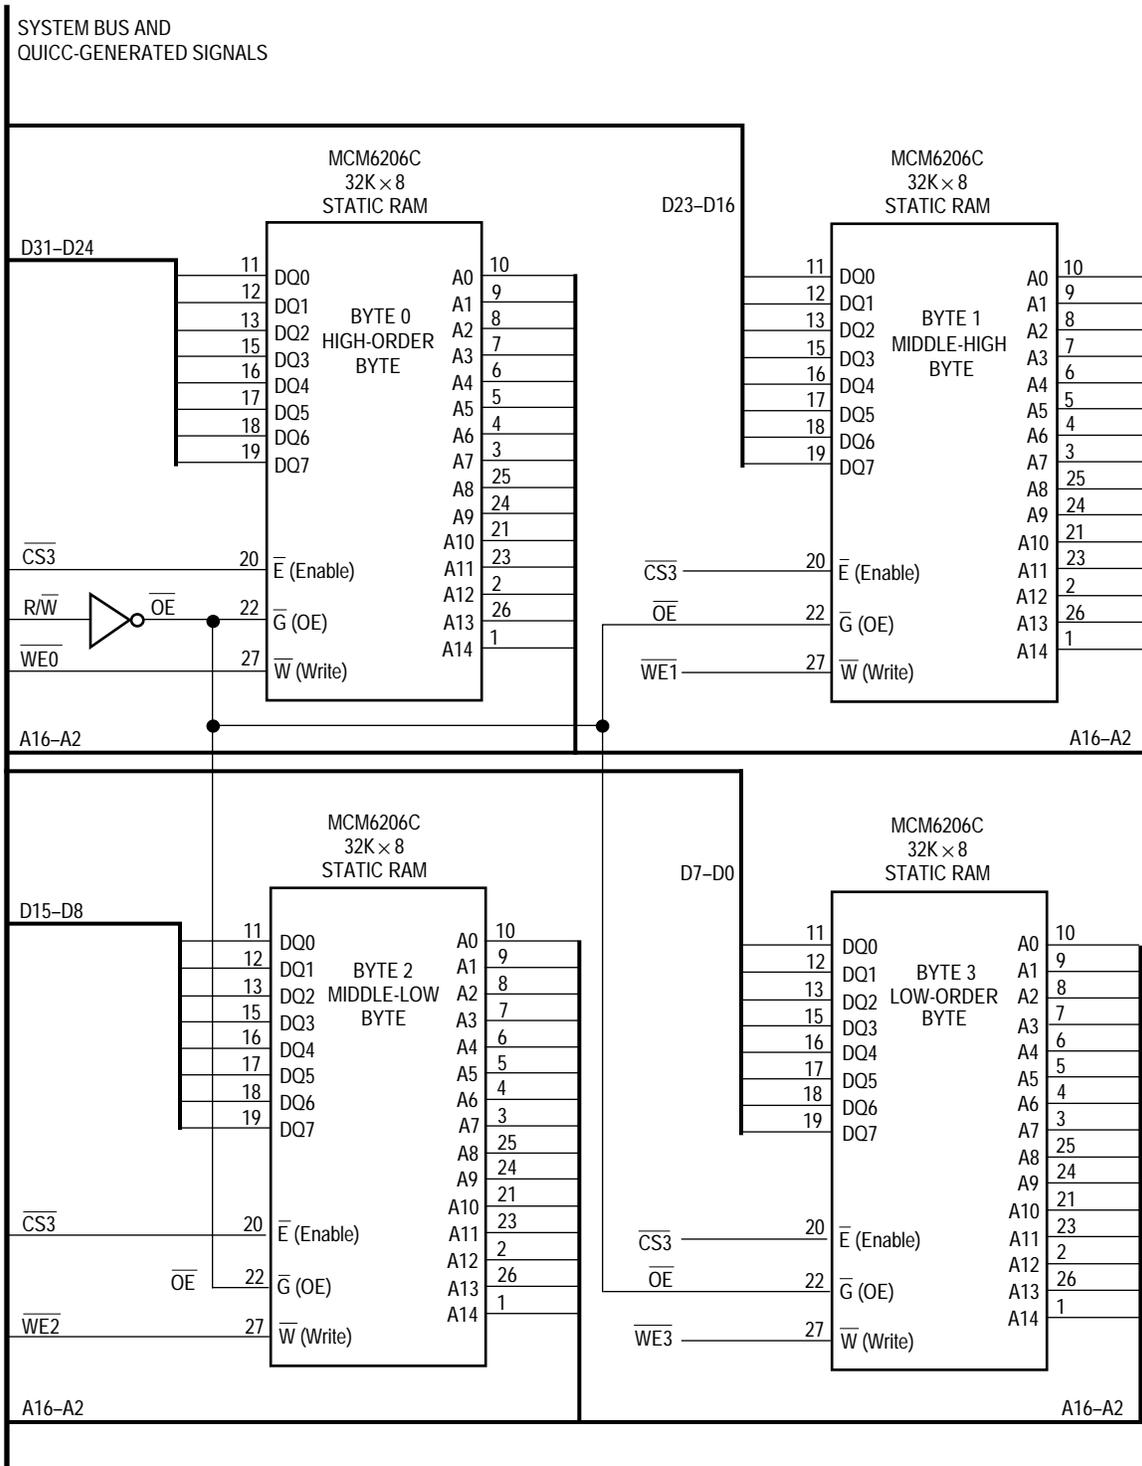 SYSTEM BUS AND
QUICC-GENERATED SIGNALS
MCM6206C
32K × 8
STATIC RAM
D31–D24
11 DQ0
12 DQ1
13 DQ2
15 DQ3
16 DQ4
17 DQ5
18 DQ6
19 DQ7
BYTE 0
HIGH-ORDER
BYTE
A0 10
A1 9
A2 8
A3 7
A4 6
A5 5
A6 4
A7 3
A8 25
A9 24
A10 21
A11 23
A12 2
A13 26
A14 1
C̅S̅3̅ 20 E̅ (Enable)
R/W̅ O̅E̅ 22 G̅ (OE)
W̅E̅0̅ 27 W̅ (Write)
A16–A2
MCM6206C
32K × 8
STATIC RAM
D23–D16
11 DQ0
12 DQ1
13 DQ2
15 DQ3
16 DQ4
17 DQ5
18 DQ6
19 DQ7
BYTE 1
MIDDLE-HIGH
BYTE
A0 10
A1 9
A2 8
A3 7
A4 6
A5 5
A6 4
A7 3
A8 25
A9 24
A10 21
A11 23
A12 2
A13 26
A14 1
C̅S̅3̅ 20 E̅ (Enable)
O̅E̅ 22 G̅ (OE)
W̅E̅1̅ 27 W̅ (Write)
A16–A2
MCM6206C
32K × 8
STATIC RAM
D15–D8
11 DQ0
12 DQ1
13 DQ2
15 DQ3
16 DQ4
17 DQ5
18 DQ6
19 DQ7
BYTE 2
MIDDLE-LOW
BYTE
A0 10
A1 9
A2 8
A3 7
A4 6
A5 5
A6 4
A7 3
A8 25
A9 24
A10 21
A11 23
A12 2
A13 26
A14 1
C̅S̅3̅ 20 E̅ (Enable)
O̅E̅ 22 G̅ (OE)
W̅E̅2̅ 27 W̅ (Write)
A16–A2
MCM6206C
32K × 8
STATIC RAM
D7–D0
11 DQ0
12 DQ1
13 DQ2
15 DQ3
16 DQ4
17 DQ5
18 DQ6
19 DQ7
BYTE 3
LOW-ORDER
BYTE
A0 10
A1 9
A2 8
A3 7
A4 6
A5 5
A6 4
A7 3
A8 25
A9 24
A10 21
A11 23
A12 2
A13 26
A14 1
C̅S̅3̅ 20 E̅ (Enable)
O̅E̅ 22 G̅ (OE)
W̅E̅3̅ 27 W̅ (Write)
A16–A2